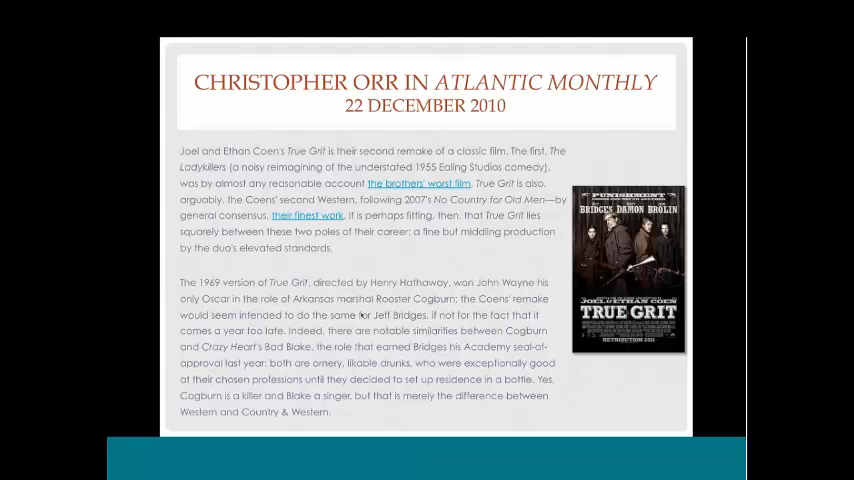 CHRISTOPHER ORR IN ATLANTIC MONTHLY
22 DECEMBER 2010
Joel and Ethan Coen's True Grit is their second remake of a classic film. The first, The
Ladykillers (a noisy reimagining of the understated 1955 Ealing Studios comedy),
was by almost any reasonable account the brothers' worst film. True Grit is also,
arguably, the Coens' second Western, following 2007's No Country for Old Men—by
general consensus, their finest work. It is perhaps fitting, then, that True Grit lies
squarely between these two poles of their career: a fine but middling production
by the duo's elevated standards.
The 1969 version of True Grit, directed by Henry Hathaway, won John Wayne his
only Oscar in the role of Arkansas marshal Rooster Cogburn; the Coens' remake
would seem intended to do the same for Jeff Bridges, if not for the fact that it
comes a year too late. Indeed, there are notable similarities between Cogburn
and Crazy Heart's Bad Blake, the role that earned Bridges his Academy seal-of-
approval last year: both are ornery, likable drunks, who were exceptionally good
at their chosen professions until they decided to set up residence in a bottle. Yes,
Cogburn is a killer and Blake a singer, but that is merely the difference between
Western and Country & Western.
PUNISHMENT
BRIDGES DAMON BROLIN
JOEL & ETHAN COEN
TRUE GRIT
RETRIBUTION 2011